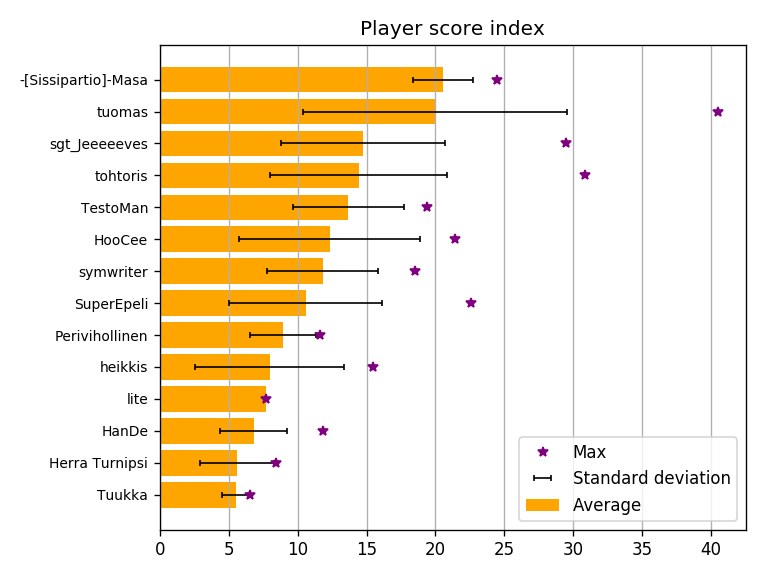 Player score index
-[Sissipartio]-Masa
tuomas
sgt_Jeeeeeves
tohtoris
TestoMan
HooCee
symwriter
SuperEpeli
Perivihollinen
heikkis
lite
HanDe
Herra Turnipsi
Tuukka
Max
Standard deviation
Average
0 5 10 15 20 25 30 35 40